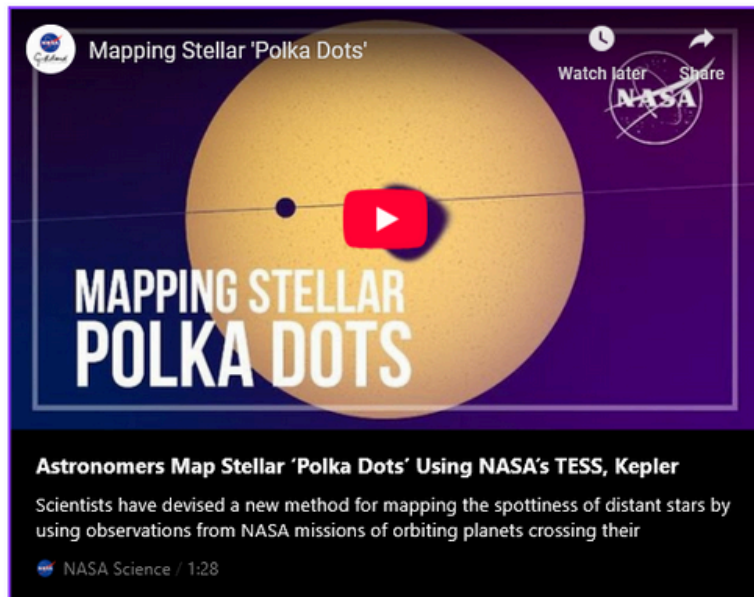 Mapping Stellar 'Polka Dots'
Watch later
Share
NASA
MAPPING STELLAR
POLKA DOTS
Astronomers Map Stellar ‘Polka Dots’ Using NASA’s TESS, Kepler
Scientists have devised a new method for mapping the spottiness of distant stars by
using observations from NASA missions of orbiting planets crossing their
NASA Science / 1:28